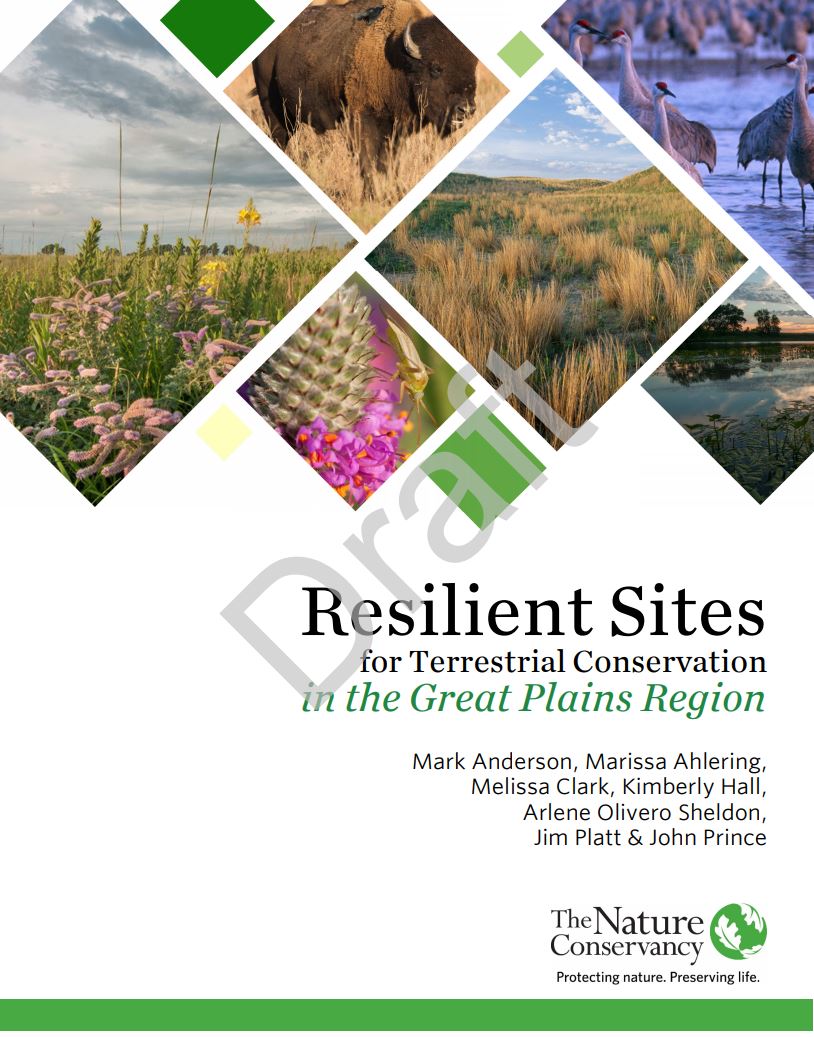 Draft
Resilient Sites
for Terrestrial Conservation
in the Great Plains Region
Mark Anderson, Marissa Ahlering,
Melissa Clark, Kimberly Hall,
Arlene Olivero Sheldon,
Jim Platt & John Prince
The Nature
Conservancy
Protecting nature. Preserving life.